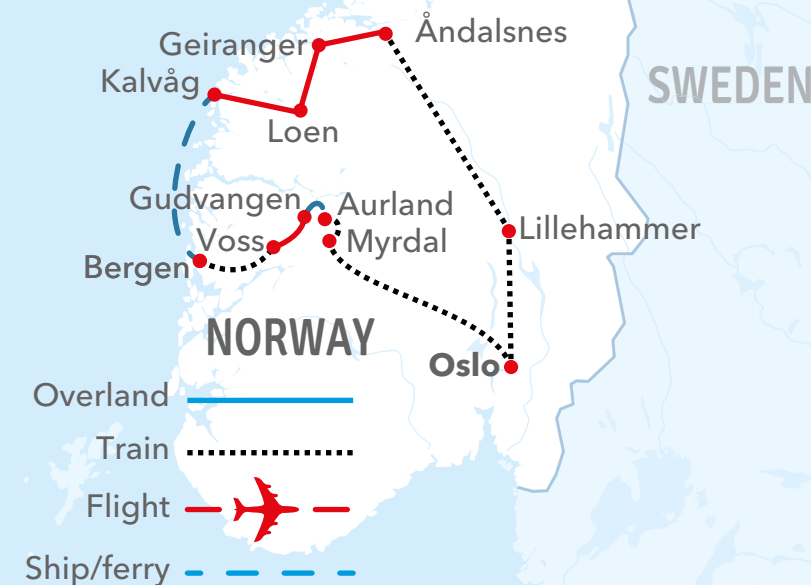 Åndalsnes
Geiranger
Kalvåg
SWEDEN
Loen
Gudvangen
Aurland
Voss
Myrdal
Lillehammer
Bergen
NORWAY
Oslo
Overland
Train
Flight
Ship/ferry